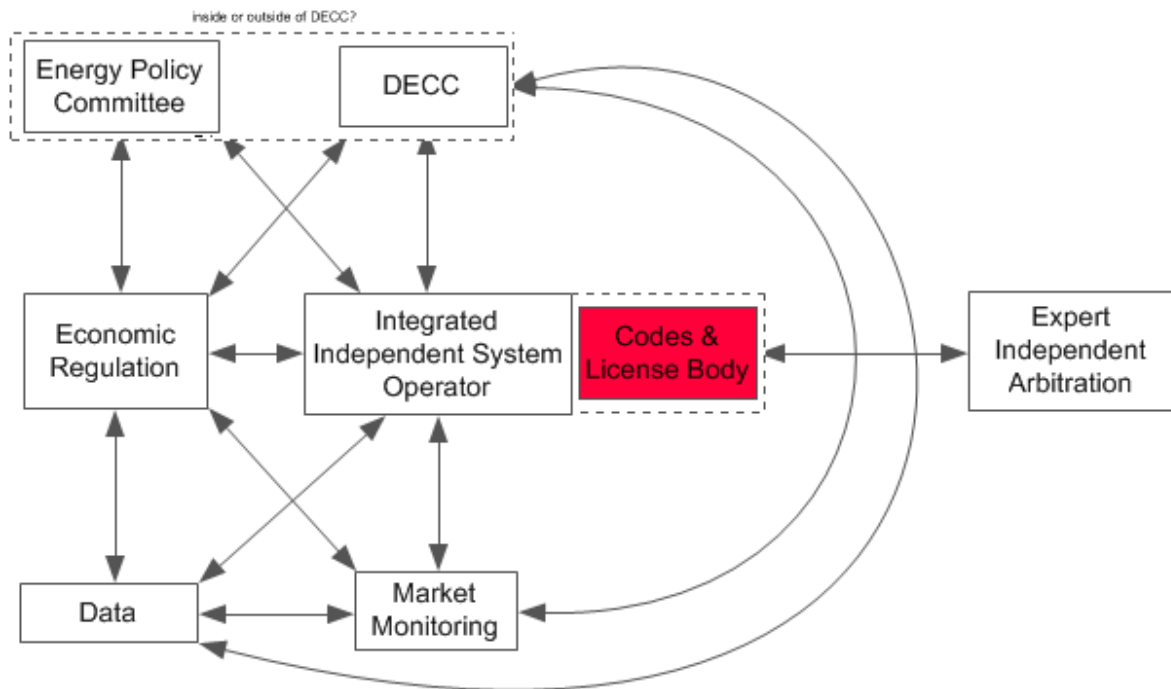 inside or outside of DECC?
Energy Policy
Committee
DECC
Economic
Regulation
Integrated
Independent System
Operator
Codes &
License Body
Expert
Independent
Arbitration
Data
Market
Monitoring